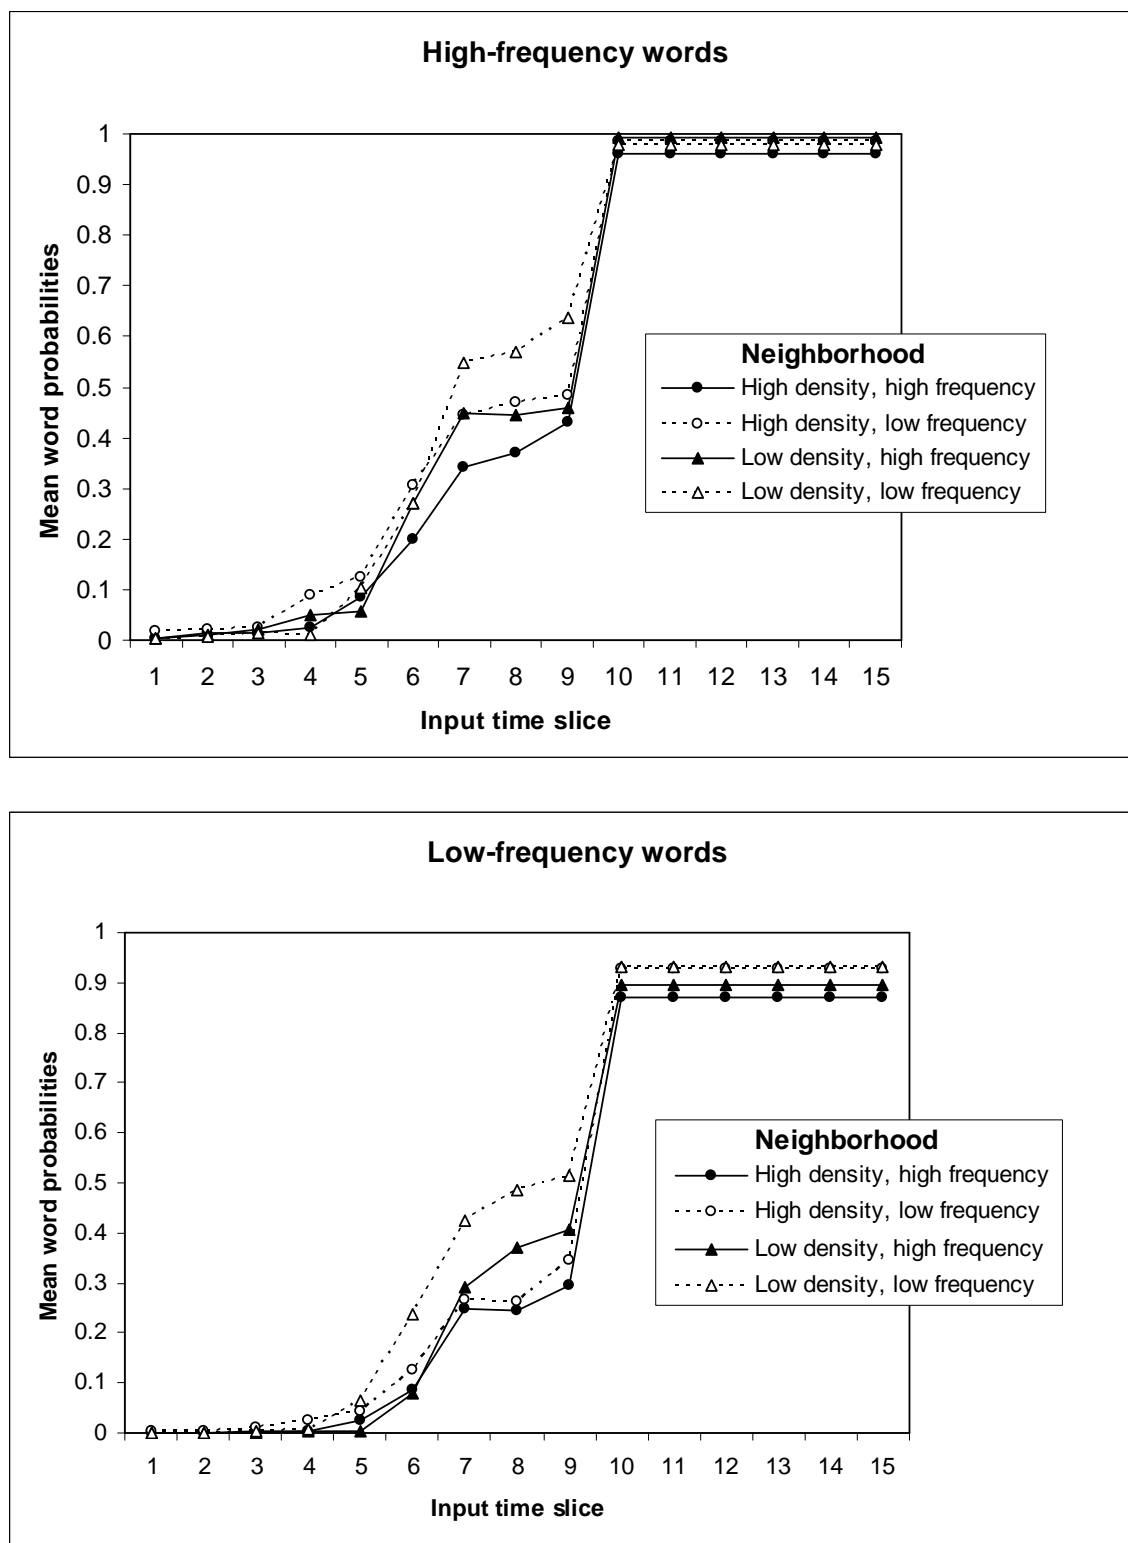 High-frequency words
1
0.9
0.8
0.7
0.6
0.5
0.4
0.3
0.2
0.1
0
Mean word probabilities
Neighborhood
High density, high frequency
High density, low frequency
Low density, high frequency
Low density, low frequency
1 2 3 4 5 6 7 8 9 10 11 12 13 14 15
Input time slice
Low-frequency words
1
0.9
0.8
0.7
0.6
0.5
0.4
0.3
0.2
0.1
0
Mean word probabilities
Neighborhood
High density, high frequency
High density, low frequency
Low density, high frequency
Low density, low frequency
1 2 3 4 5 6 7 8 9 10 11 12 13 14 15
Input time slice